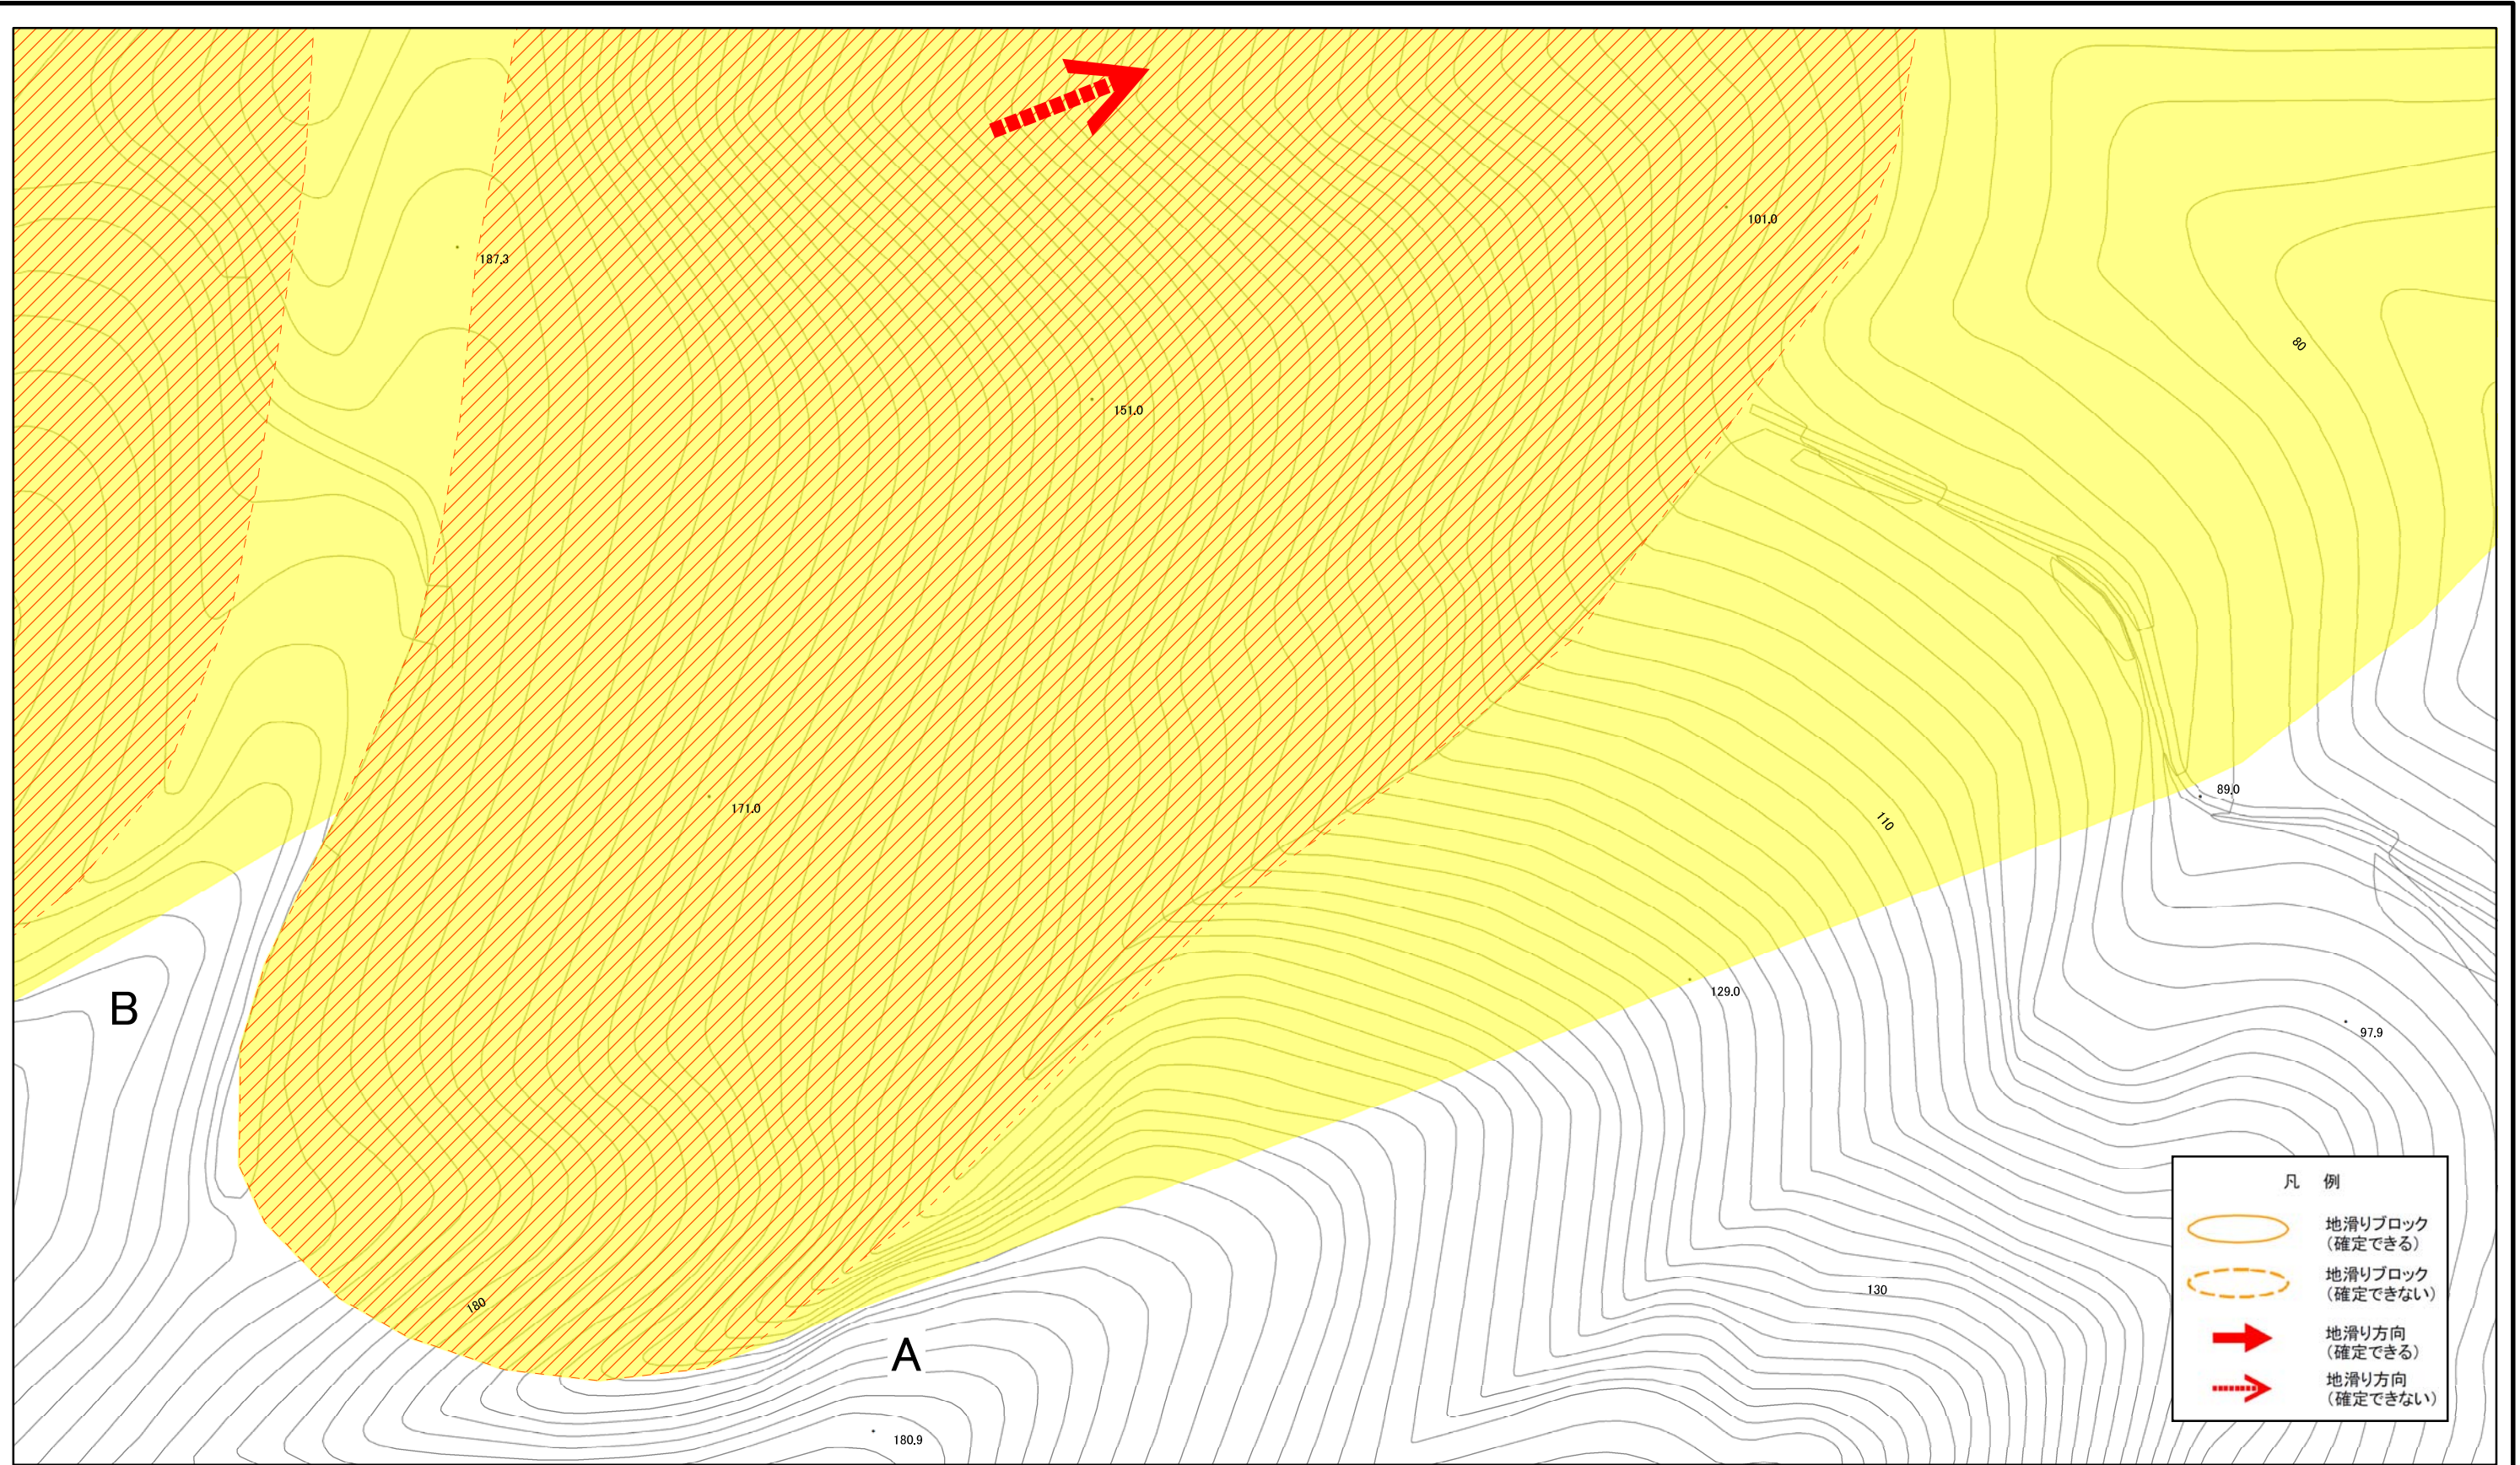 101.0
187.3
80
151.0
89.0
171.0
110
129.0
B
97.9
130
180
A
180.9
凡 例
地滑りブロック
(確定できる)
地滑りブロック
(確定できない)
地滑り方向
(確定できる)
地滑り方向
(確定できない)